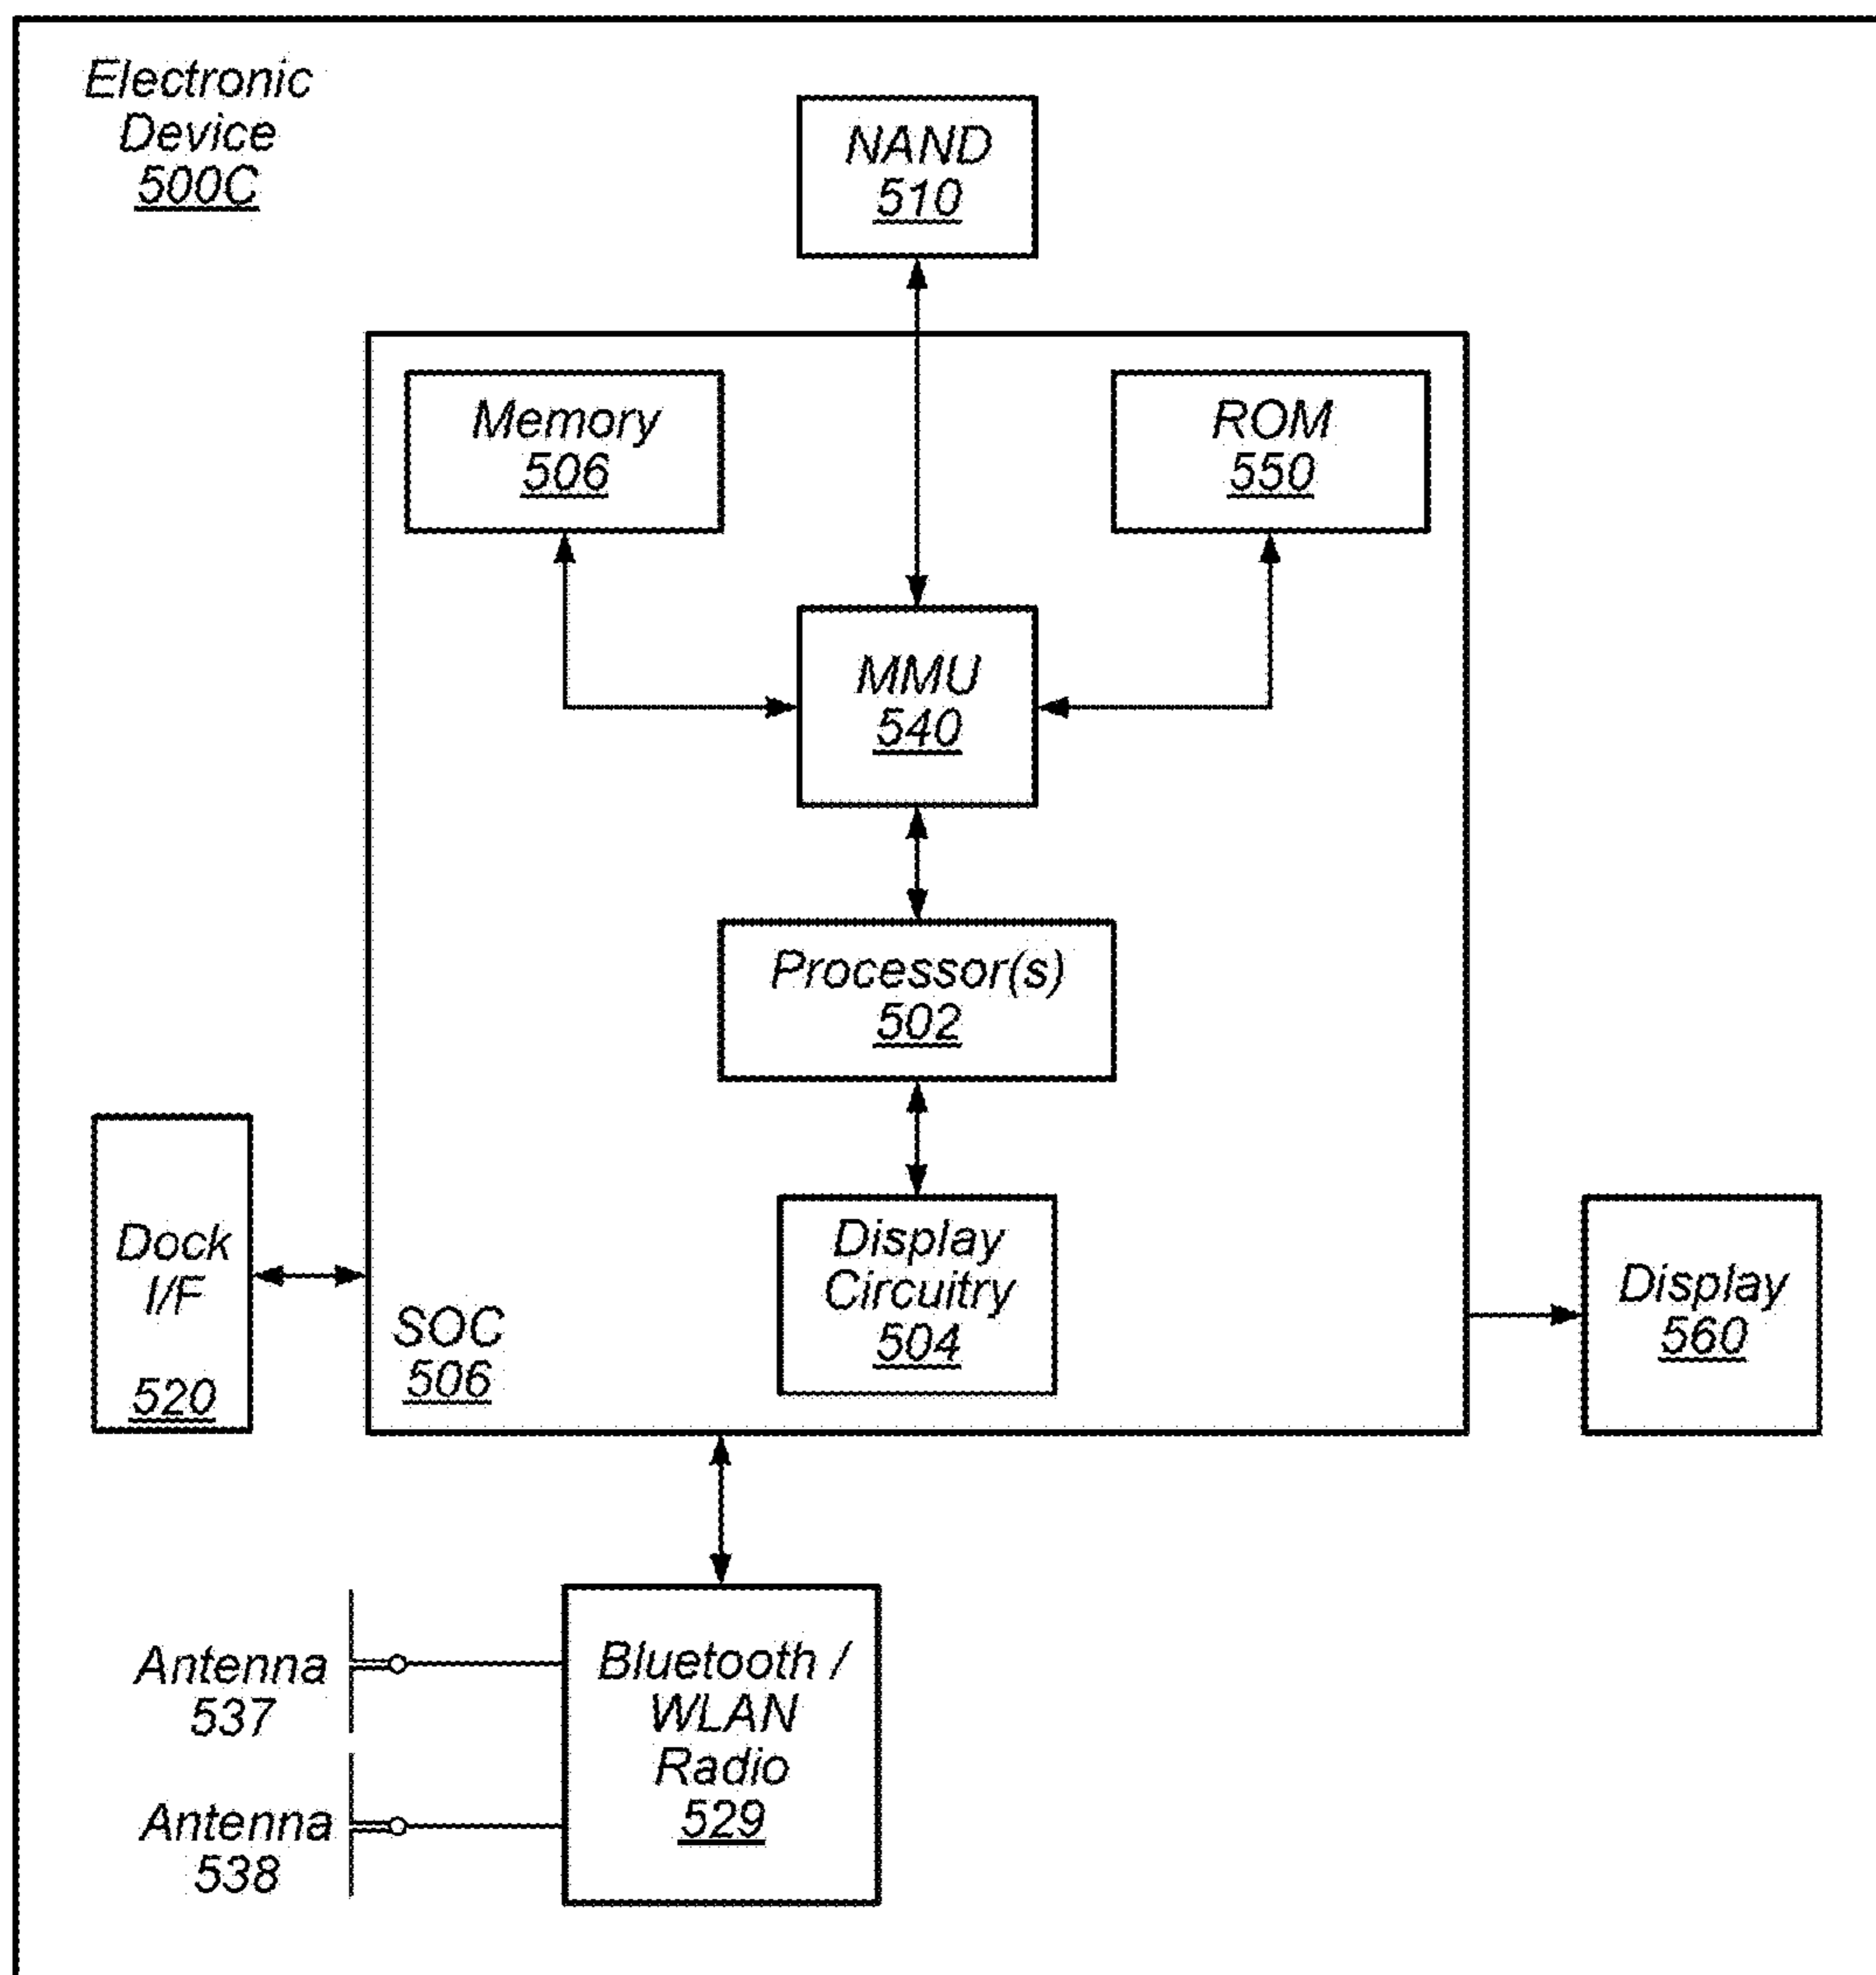 Electronic
Device
500C
NAND
510
Memory
506
ROM
550
MMU
540
Processor(s)
502
Display
Circuitry
504
SOC
506
Dock
I/F
520
Display
560
Bluetooth /
WLAN
Radio
529
Antenna
537
Antenna
538